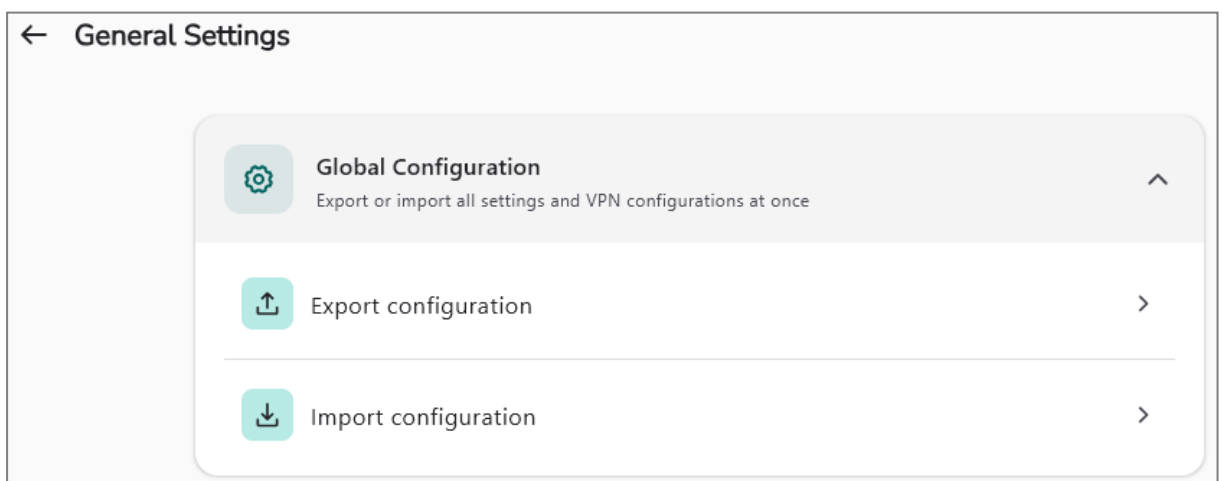 General Settings
Global Configuration
Export or import all settings and VPN configurations at once
Export configuration
Import configuration